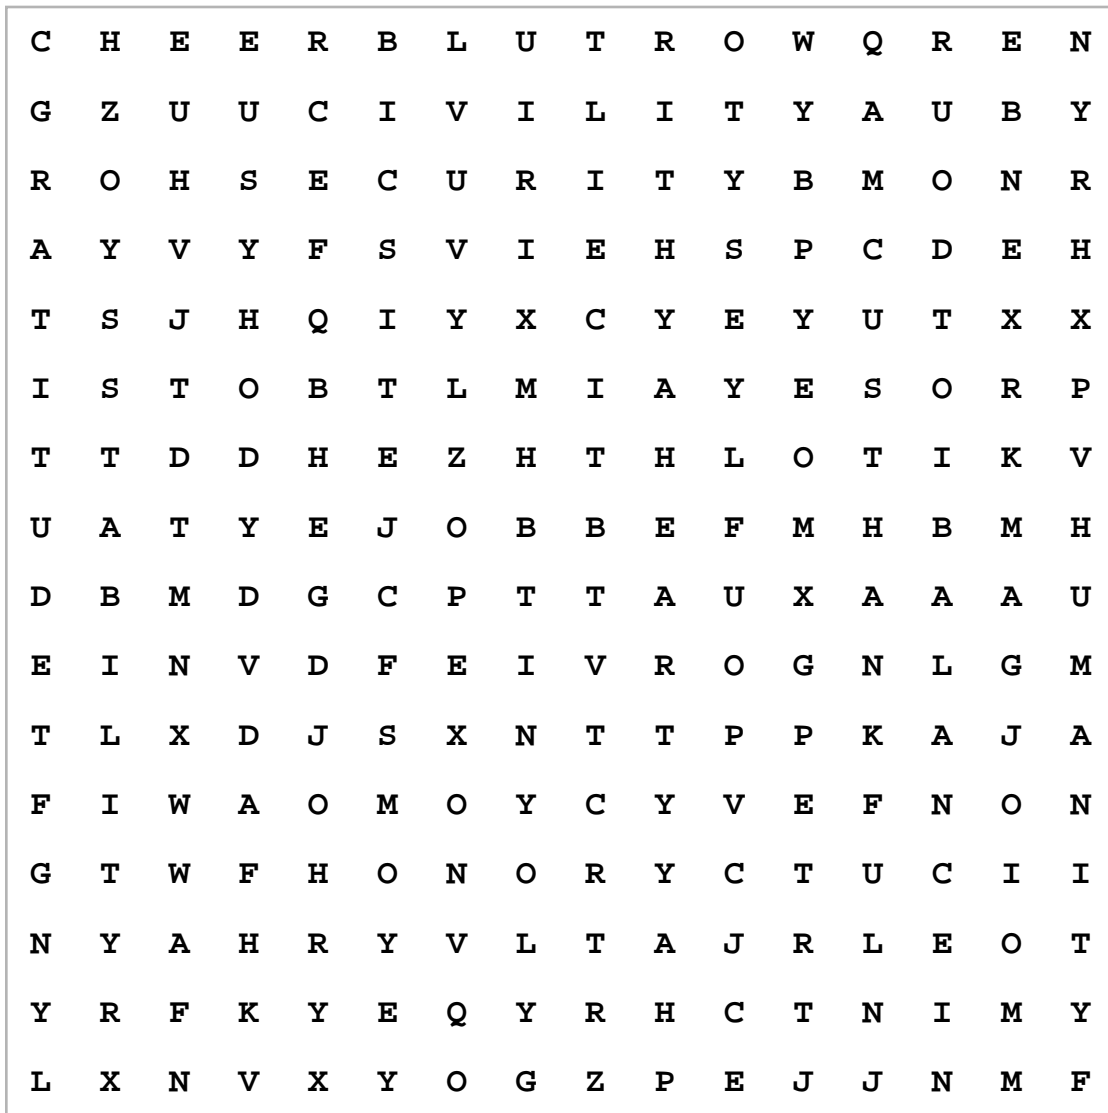 C H E E R B L U T R O W Q R E N
G Z U U C I V I L I T Y A U B Y
R O H S E C U R I T Y B M O N R
A Y V Y F S V I E H S P C D E H
T S J H Q I Y X C Y E Y U T X X
I S T O B T L M I A Y E S O R P
T T D D H E Z H T H L O T I K V
U A T Y E J O B B E F M H B M H
D B M D G C P T T A U X A A A U
E I N V D F E I V R O G N L G M
T L X D J S X N T T P P K A J A
F I W A O M O Y C Y V E F N O N
G T W F H O N O R Y C T U C I I
N Y A H R Y V L T A J R L E O T
Y R F K Y E Q Y R H C T N I M Y
L X N V X Y O G Z P E J J N M F